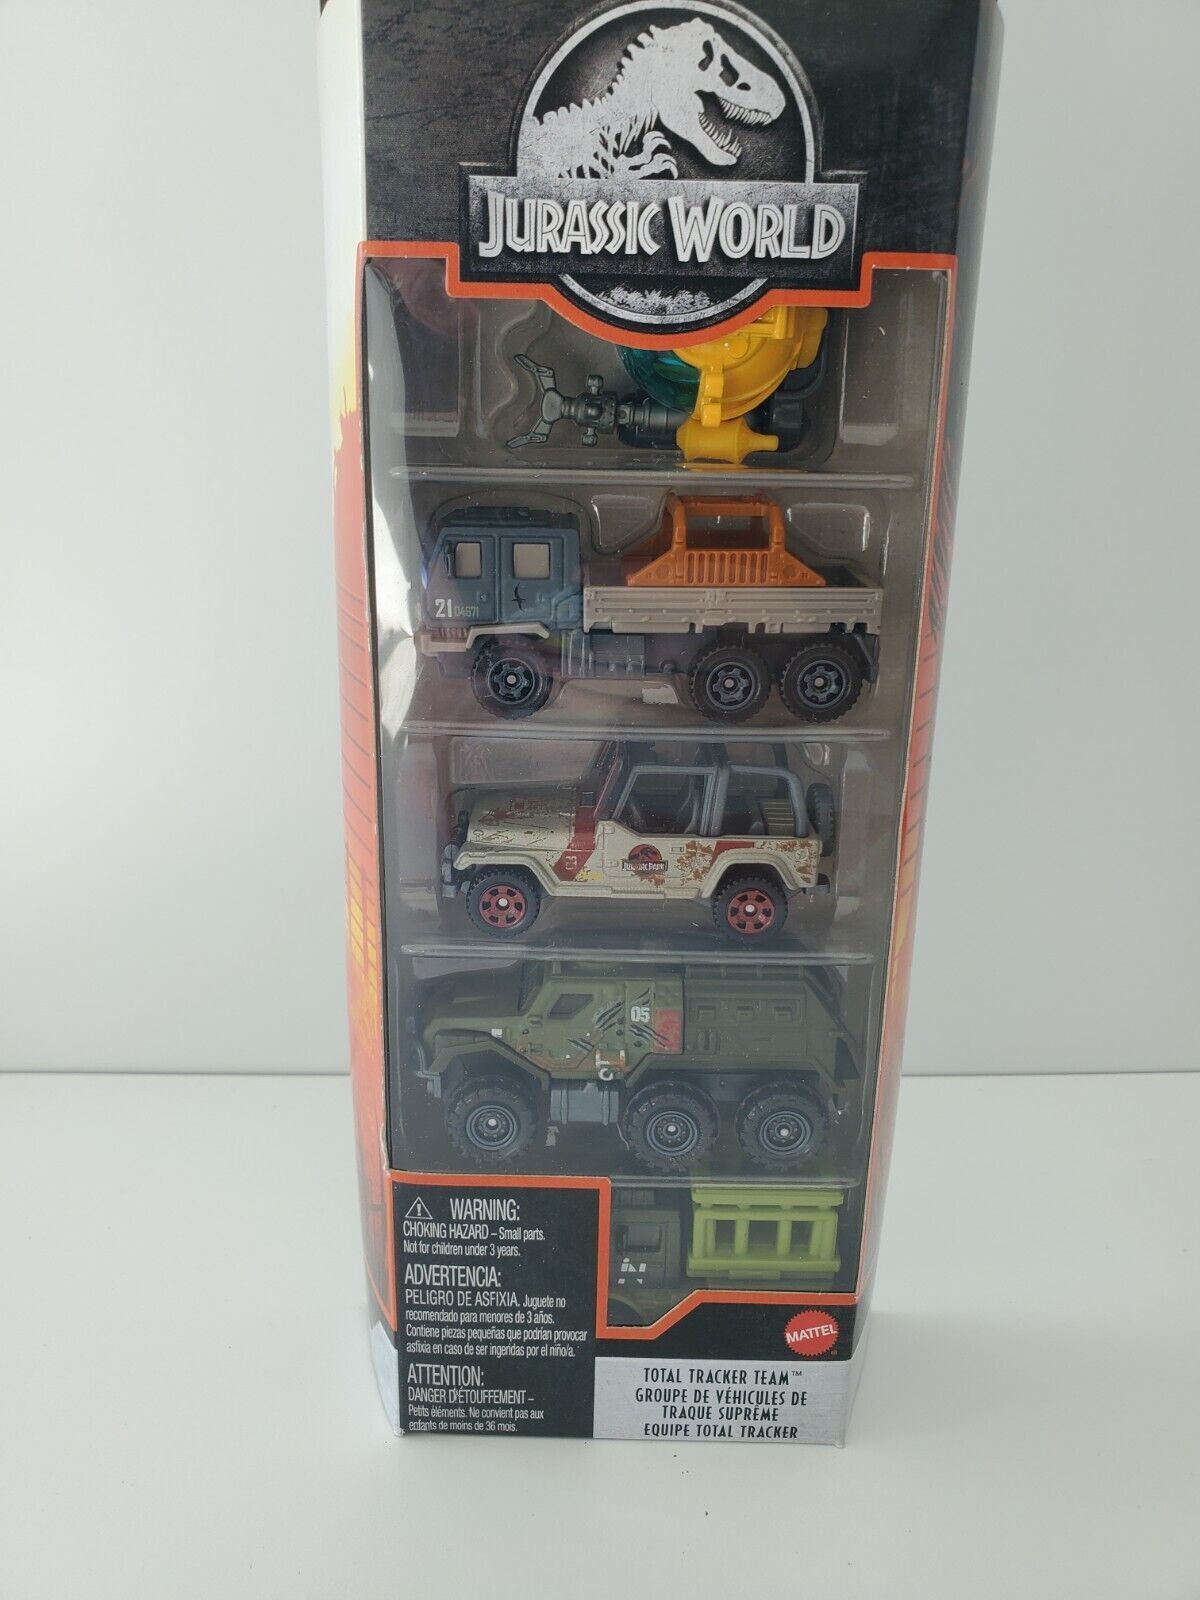 JURASSIC WORLD
21 04671
29
JURASSIC PARK
05
⚠ WARNING:
CHOKING HAZARD – Small parts.
Not for children under 3 years.
ADVERTENCIA:
PELIGRO DE ASFIXIA. Juguete no
recomendado para menores de 3 años.
Contiene piezas pequeñas que podrían provocar
asfixia en caso de ser ingeridas por el niño/a.
ATTENTION:
DANGER D'ÉTOUFFEMENT –
Petits éléments. Ne convient pas aux
enfants de moins de 36 mois.
MATTEL
®
TOTAL TRACKER TEAM™
GROUPE DE VÉHICULES DE
TRAQUE SUPRÊME
EQUIPE TOTAL TRACKER